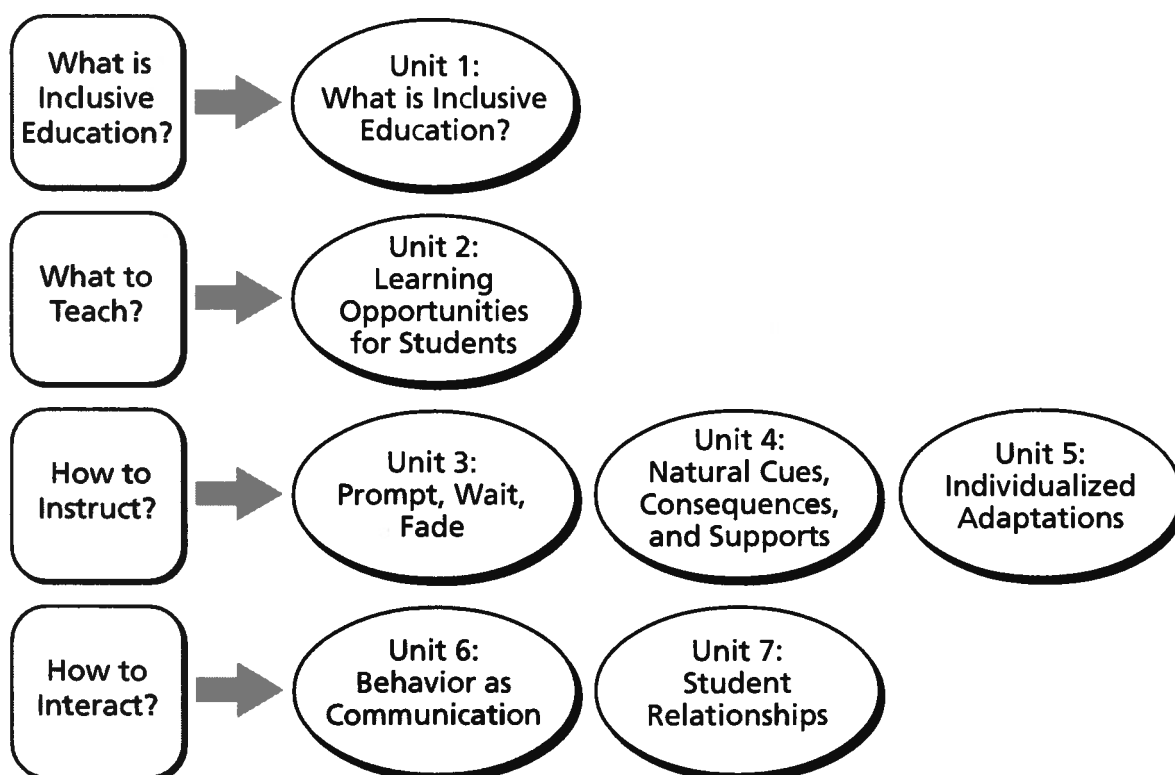 What is
Inclusive
Education?
Unit 1:
What is Inclusive
Education?
What to
Teach?
Unit 2:
Learning
Opportunities
for Students
How to
Instruct?
Unit 3:
Prompt, Wait,
Fade
Unit 4:
Natural Cues,
Consequences,
and Supports
Unit 5:
Individualized
Adaptations
How to
Interact?
Unit 6:
Behavior as
Communication
Unit 7:
Student
Relationships